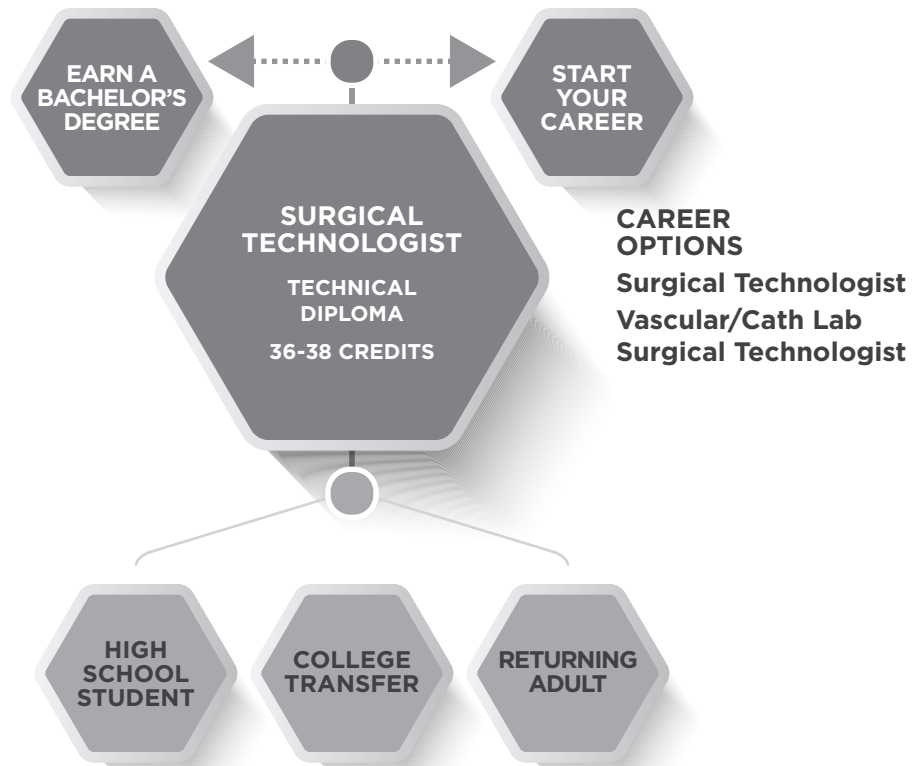 EARN A
BACHELOR'S
DEGREE
START
YOUR
CAREER
SURGICAL
TECHNOLOGIST
TECHNICAL
DIPLOMA
36-38 CREDITS
CAREER
OPTIONS
Surgical Technologist
Vascular/Cath Lab
Surgical Technologist
HIGH
SCHOOL
STUDENT
COLLEGE
TRANSFER
RETURNING
ADULT